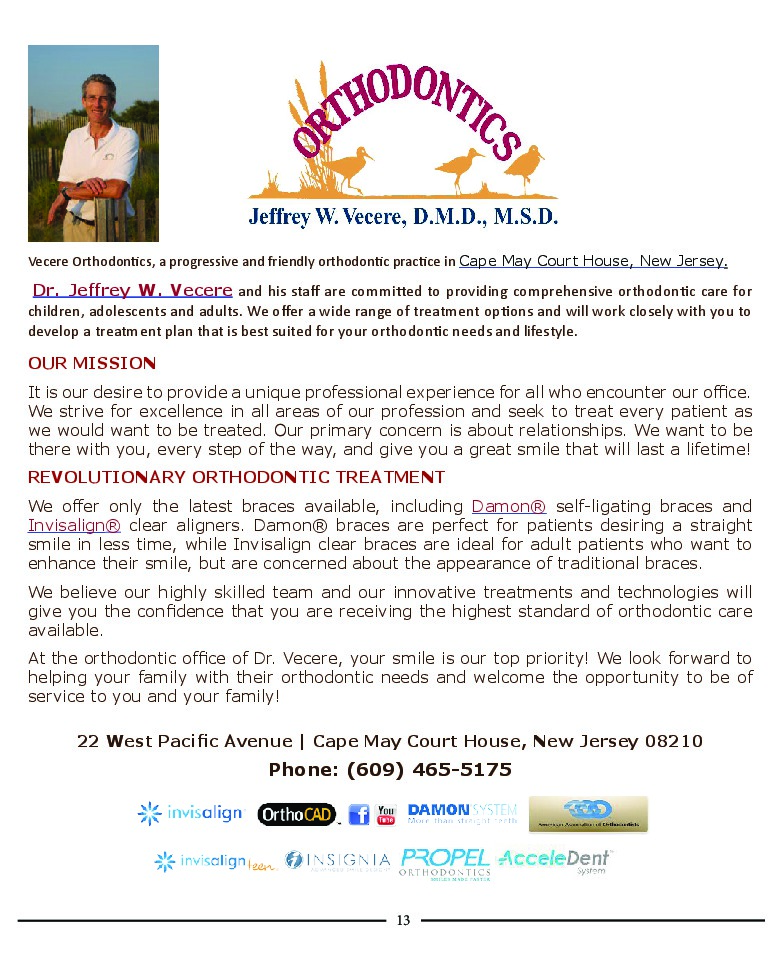 ORTHODONTICS
Jeffrey W. Vecere, D.M.D., M.S.D.
Vecere Orthodontics, a progressive and friendly orthodontic practice in Cape May Court House, New Jersey.
Dr. Jeffrey W. Vecere and his staff are committed to providing comprehensive orthodontic care for
children, adolescents and adults. We offer a wide range of treatment options and will work closely with you to
develop a treatment plan that is best suited for your orthodontic needs and lifestyle.
OUR MISSION
It is our desire to provide a unique professional experience for all who encounter our office.
We strive for excellence in all areas of our profession and seek to treat every patient as
we would want to be treated. Our primary concern is about relationships. We want to be
there with you, every step of the way, and give you a great smile that will last a lifetime!
REVOLUTIONARY ORTHODONTIC TREATMENT
We offer only the latest braces available, including Damon® self-ligating braces and
Invisalign® clear aligners. Damon® braces are perfect for patients desiring a straight
smile in less time, while Invisalign clear braces are ideal for adult patients who want to
enhance their smile, but are concerned about the appearance of traditional braces.
We believe our highly skilled team and our innovative treatments and technologies will
give you the confidence that you are receiving the highest standard of orthodontic care
available.
At the orthodontic office of Dr. Vecere, your smile is our top priority! We look forward to
helping your family with their orthodontic needs and welcome the opportunity to be of
service to you and your family!
22 West Pacific Avenue | Cape May Court House, New Jersey 08210
Phone: (609) 465-5175
invisalign OrthoCAD f You Tube DAMON SYSTEM
More than straight teeth
American Association of Orthodontists
invisalign teen INSIGNIA PROPEL AcceleDent™
ORTHODONTICS System
13